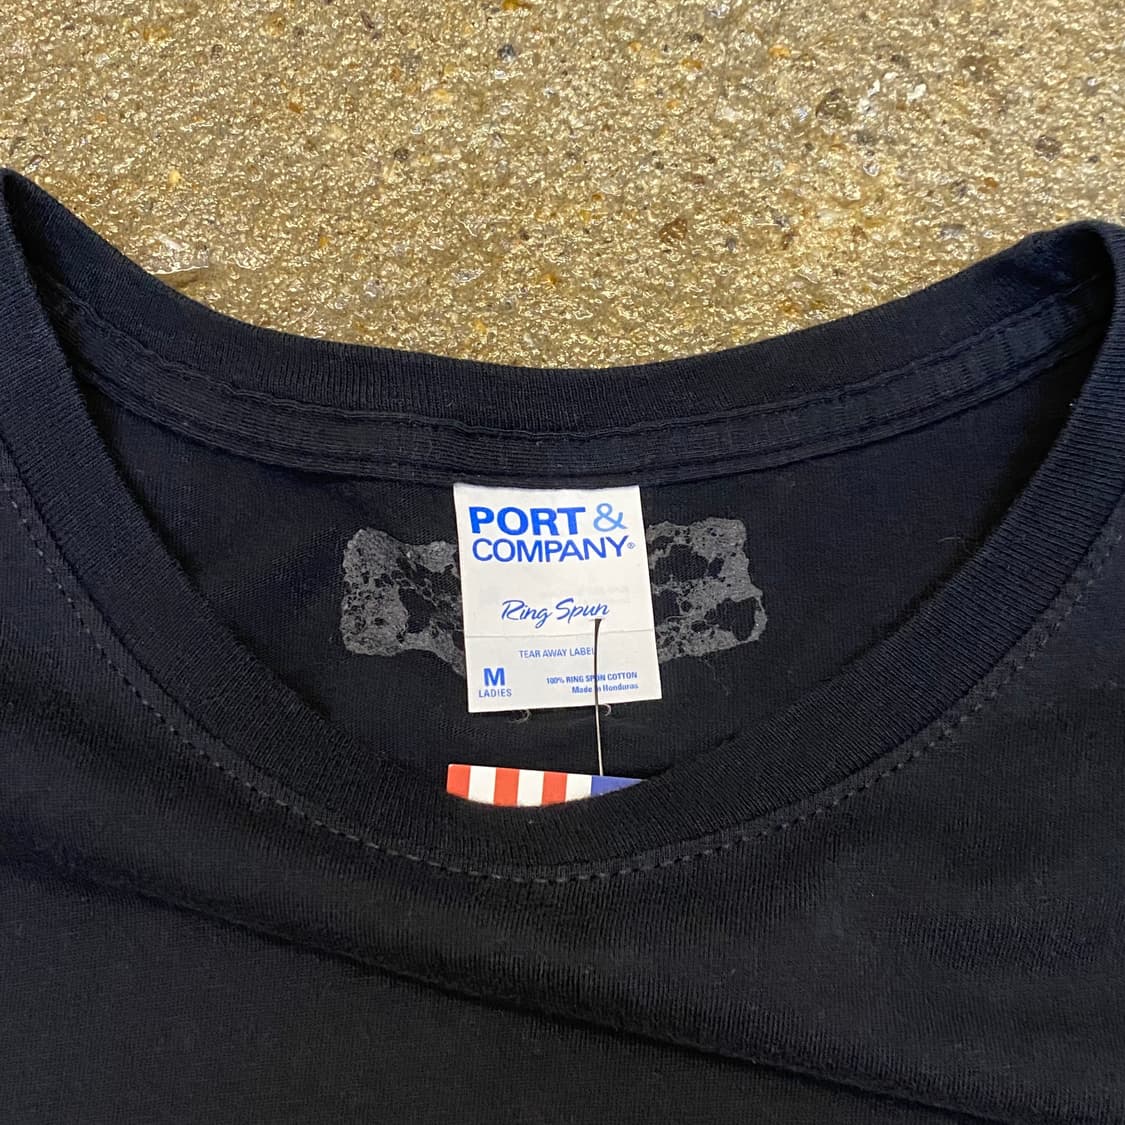 PORT &
COMPANY®
Ring Spun
TEAR AWAY LABEL
M
LADIES
100% RING SPUN COTTON
Made in Honduras